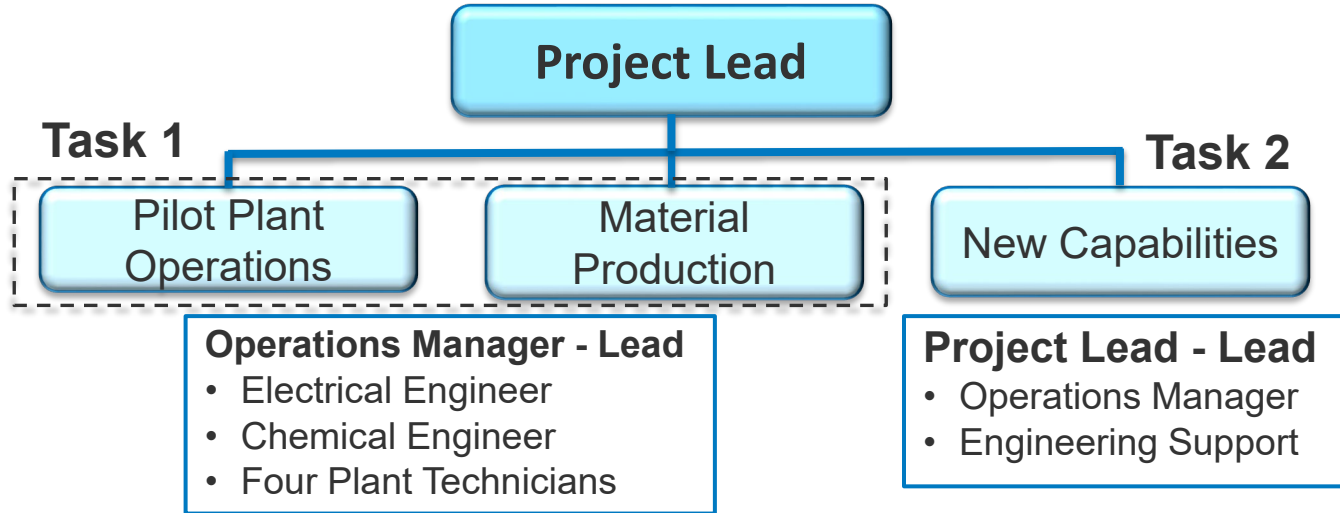 Project Lead
Task 1
Task 2
Pilot Plant
Operations
Material
Production
New Capabilities
Operations Manager - Lead
• Electrical Engineer
• Chemical Engineer
• Four Plant Technicians
Project Lead - Lead
• Operations Manager
• Engineering Support